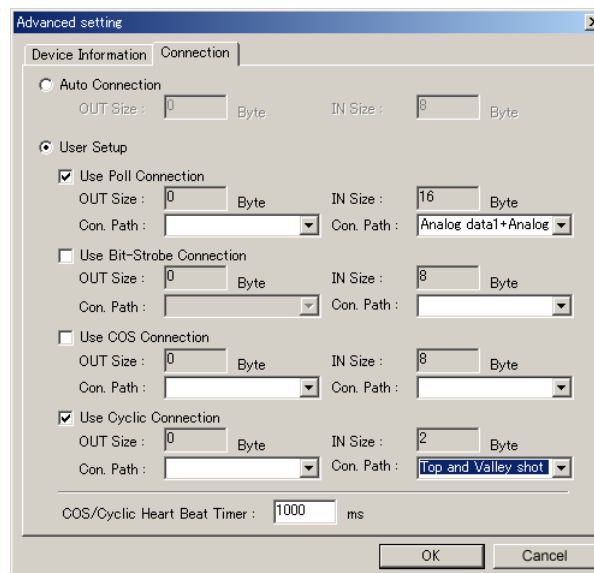 Advanced setting
Device Information Connection
Auto Connection
OUT Size : 0 Byte IN Size : 8 Byte
User Setup
Use Poll Connection
OUT Size : 0 Byte IN Size : 16 Byte
Con. Path : Con. Path : Analog data1+Analog
Use Bit-Strobe Connection
OUT Size : 0 Byte IN Size : 8 Byte
Con. Path : Con. Path :
Use COS Connection
OUT Size : 0 Byte IN Size : 8 Byte
Con. Path : Con. Path :
Use Cyclic Connection
OUT Size : 0 Byte IN Size : 2 Byte
Con. Path : Con. Path : Top and Valley shot
COS/Cyclic Heart Beat Timer : 1000 ms
OK Cancel